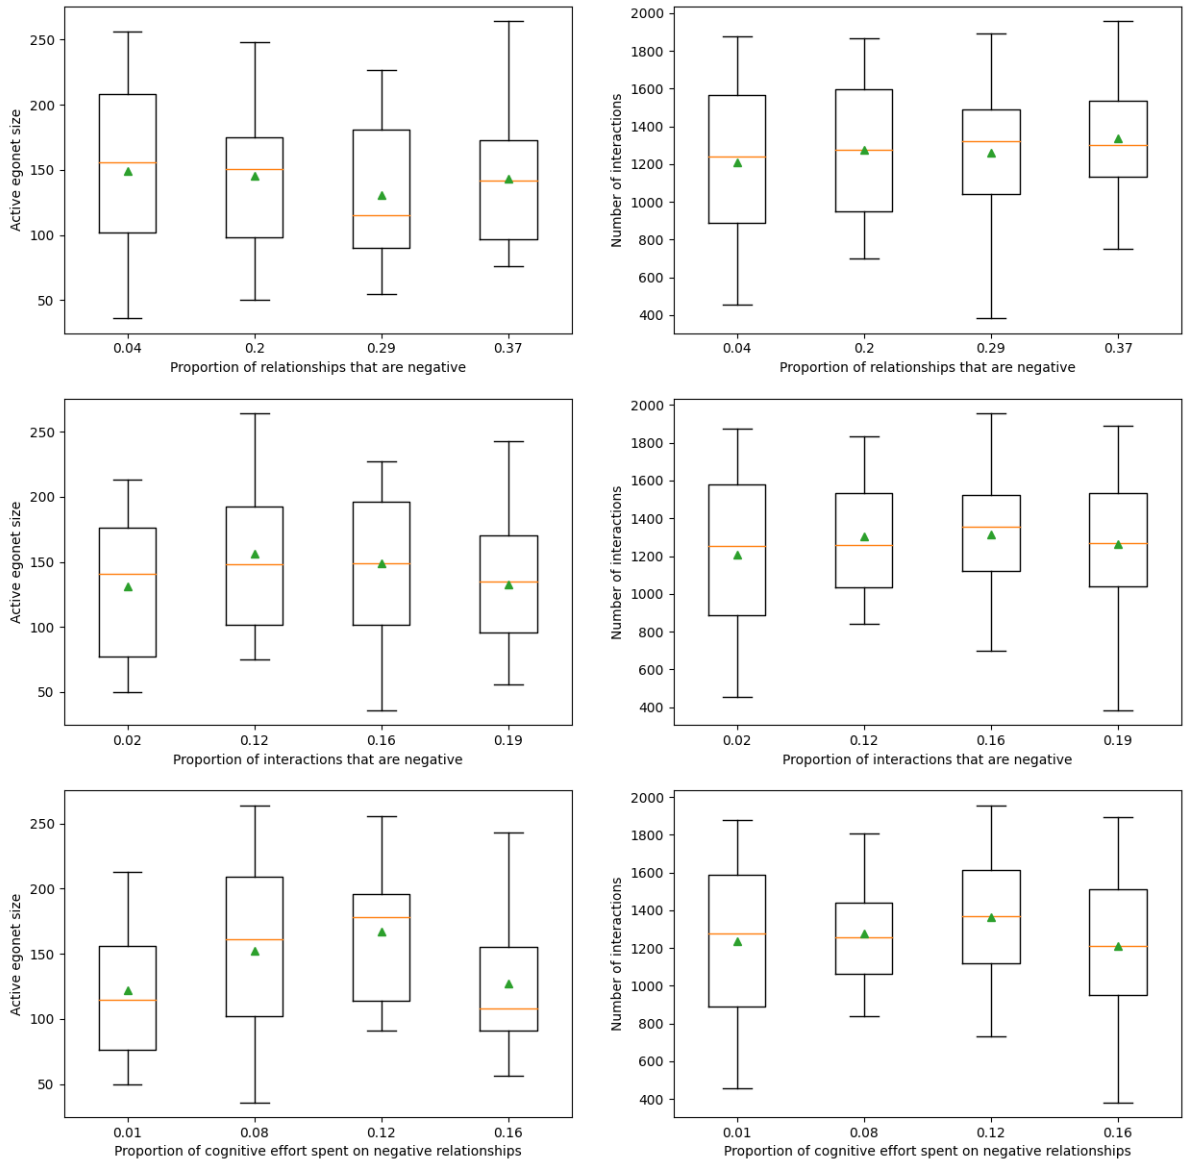 250
200
150
100
50
Active egonet size
0.04 0.2 0.29 0.37
Proportion of relationships that are negative
2000
1800
1600
1400
1200
1000
800
600
400
Number of interactions
0.04 0.2 0.29 0.37
Proportion of relationships that are negative
250
200
150
100
50
Active egonet size
0.02 0.12 0.16 0.19
Proportion of interactions that are negative
2000
1800
1600
1400
1200
1000
800
600
400
Number of interactions
0.02 0.12 0.16 0.19
Proportion of interactions that are negative
250
200
150
100
50
Active egonet size
0.01 0.08 0.12 0.16
Proportion of cognitive effort spent on negative relationships
2000
1800
1600
1400
1200
1000
800
600
400
Number of interactions
0.01 0.08 0.12 0.16
Proportion of cognitive effort spent on negative relationships